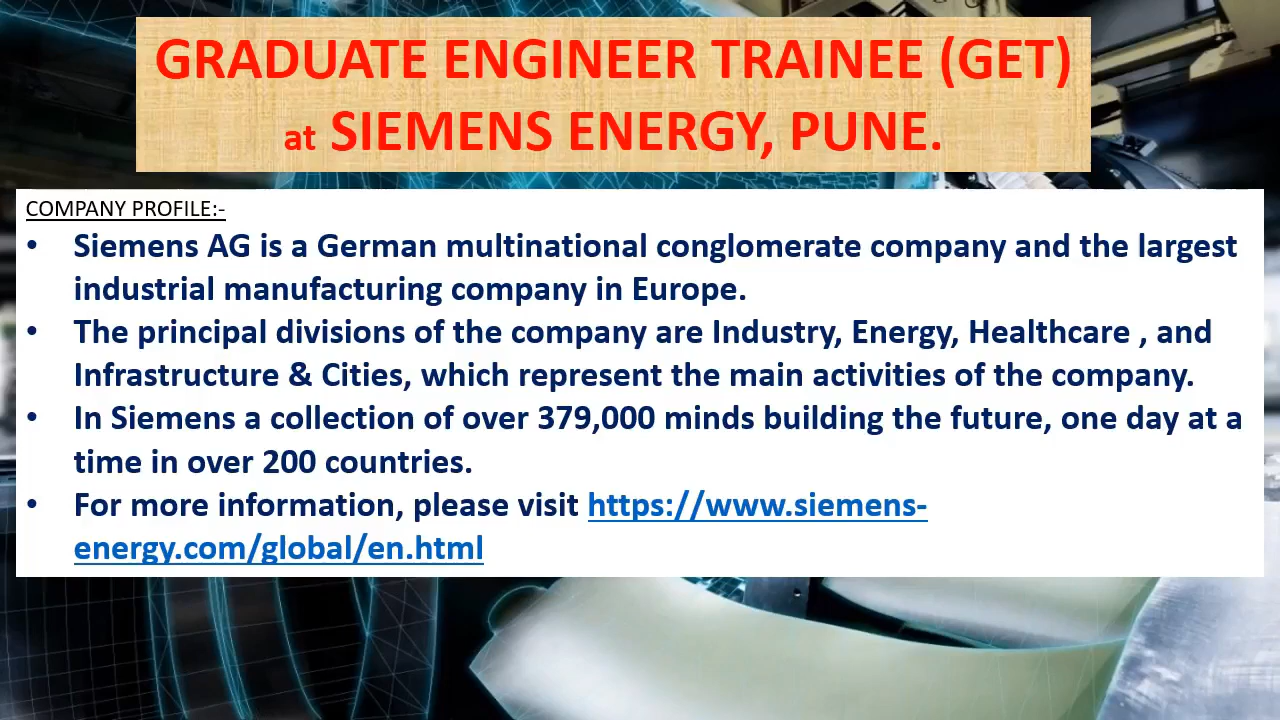 GRADUATE ENGINEER TRAINEE (GET)
at SIEMENS ENERGY, PUNE.
COMPANY PROFILE:-
• Siemens AG is a German multinational conglomerate company and the largest
industrial manufacturing company in Europe.
• The principal divisions of the company are Industry, Energy, Healthcare , and
Infrastructure & Cities, which represent the main activities of the company.
• In Siemens a collection of over 379,000 minds building the future, one day at a
time in over 200 countries.
• For more information, please visit https://www.siemens-
energy.com/global/en.html